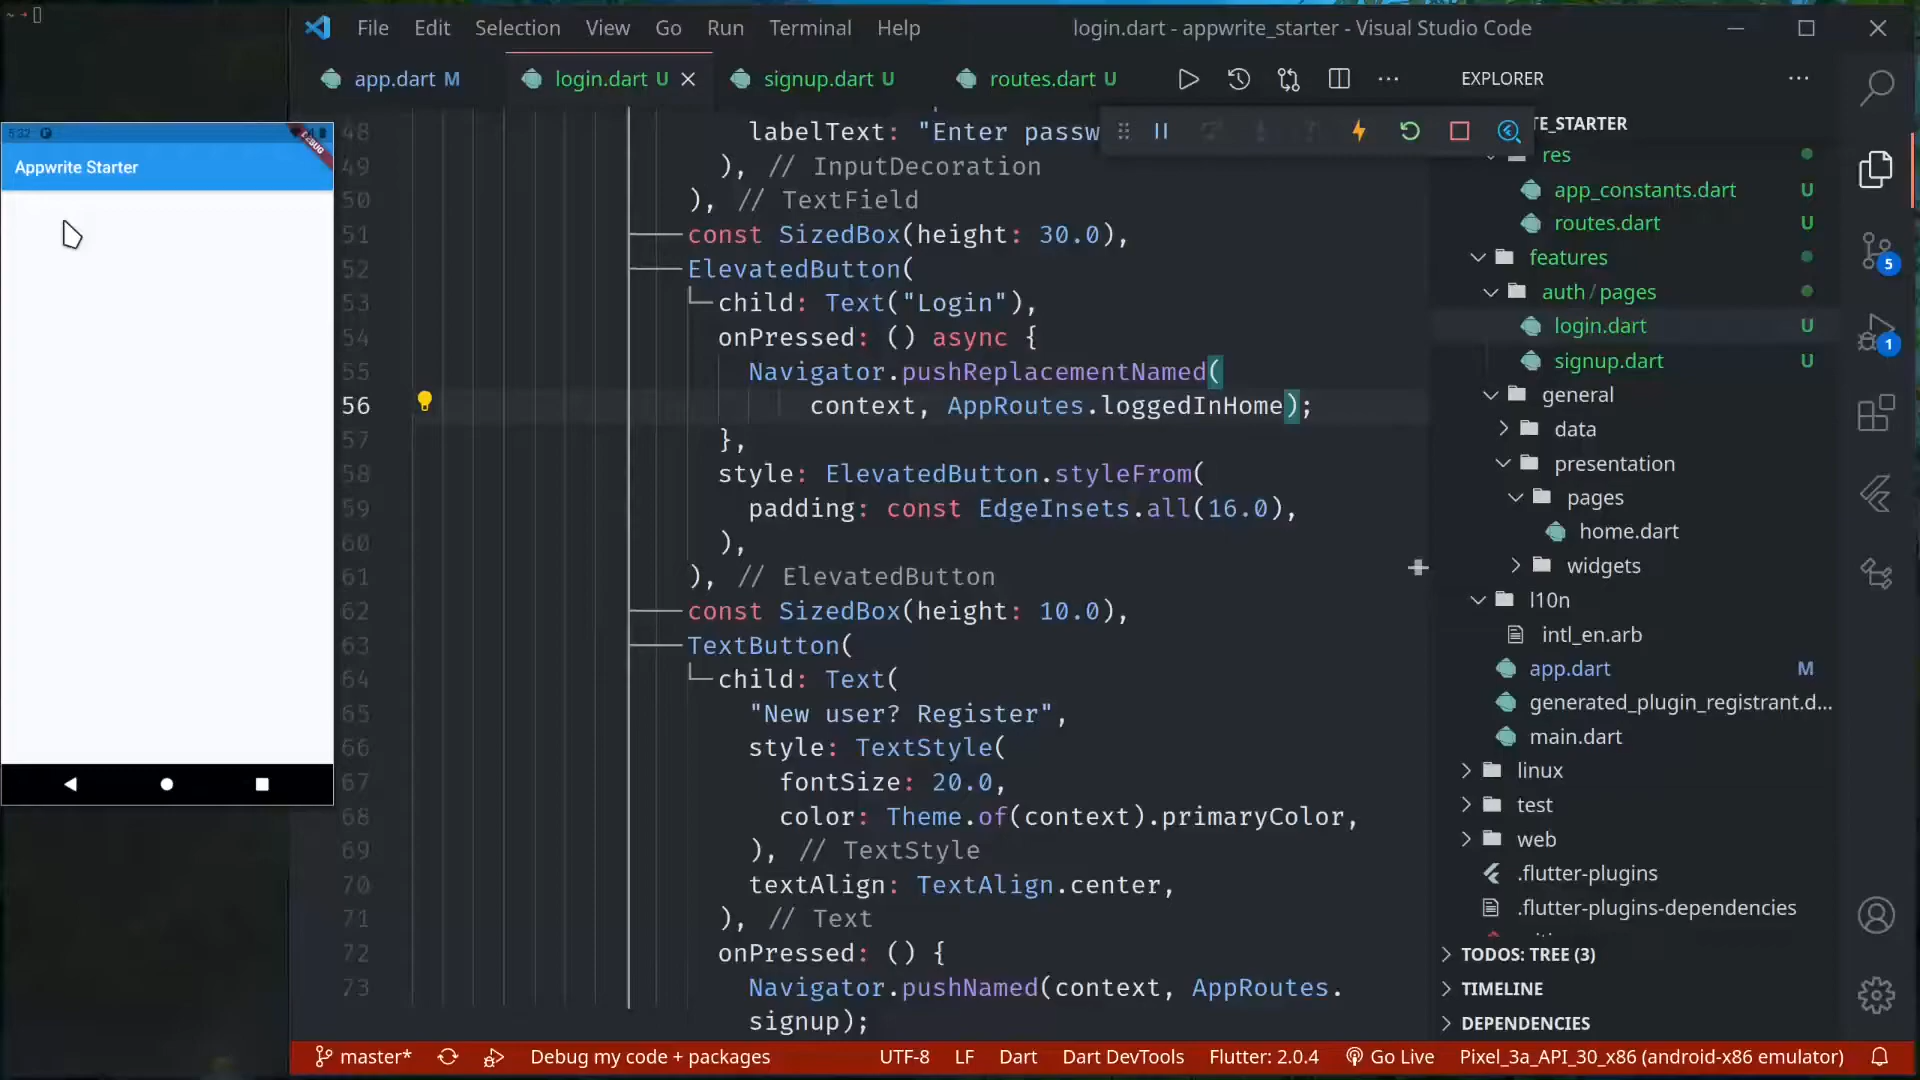 File Edit Selection View Go Run Terminal Help
login.dart - appwrite_starter - Visual Studio Code
app.dart M
login.dart U
signup.dart U
routes.dart U
EXPLORER
5:32
DEBUG
Appwrite Starter
48 labelText: "Enter passw
49 ), // InputDecoration
50 ), // TextField
51 const SizedBox(height: 30.0),
52 ElevatedButton(
53 child: Text("Login"),
54 onPressed: () async {
55 Navigator.pushReplacementNamed(
56 context, AppRoutes.loggedInHome);
57 },
58 style: ElevatedButton.styleFrom(
59 padding: const EdgeInsets.all(16.0),
60 ),
61 ), // ElevatedButton
62 const SizedBox(height: 10.0),
63 TextButton(
64 child: Text(
65 "New user? Register",
66 style: TextStyle(
67 fontSize: 20.0,
68 color: Theme.of(context).primaryColor,
69 ), // TextStyle
70 textAlign: TextAlign.center,
71 ), // Text
72 onPressed: () {
73 Navigator.pushNamed(context, AppRoutes.
signup);
TE_STARTER
res
app_constants.dart U
routes.dart U
features
auth/pages
login.dart U
signup.dart U
general
data
presentation
pages
home.dart
widgets
l10n
intl_en.arb
app.dart M
generated_plugin_registrant.d...
main.dart
linux
test
web
.flutter-plugins
.flutter-plugins-dependencies
TODOS: TREE (3)
TIMELINE
DEPENDENCIES
5
1
master*
Debug my code + packages
UTF-8
LF
Dart
Dart DevTools
Flutter: 2.0.4
Go Live
Pixel_3a_API_30_x86 (android-x86 emulator)